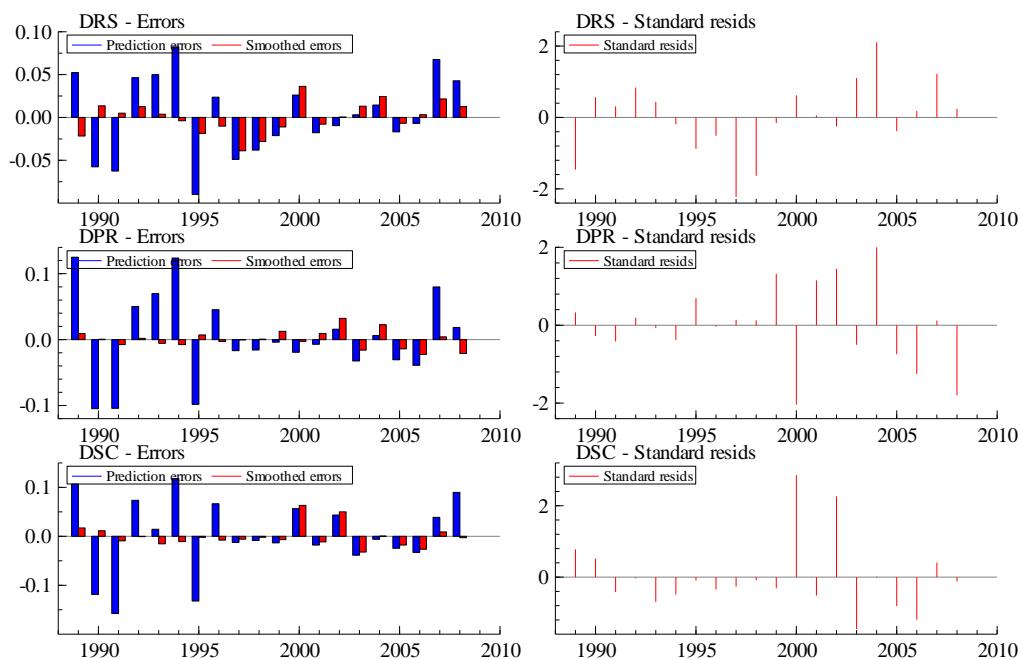 DRS - Errors
Prediction errors Smoothed errors
0.10
0.05
0.00
-0.05
1990 1995 2000 2005 2010
DRS - Standard resids
Standard resids
2
0
-2
1990 1995 2000 2005 2010
DPR - Errors
Prediction errors Smoothed errors
0.1
0.0
-0.1
1990 1995 2000 2005 2010
DPR - Standard resids
Standard resids
2
0
-2
1990 1995 2000 2005 2010
DSC - Errors
Prediction errors Smoothed errors
0.1
0.0
-0.1
1990 1995 2000 2005 2010
DSC - Standard resids
Standard resids
2
0
1990 1995 2000 2005 2010